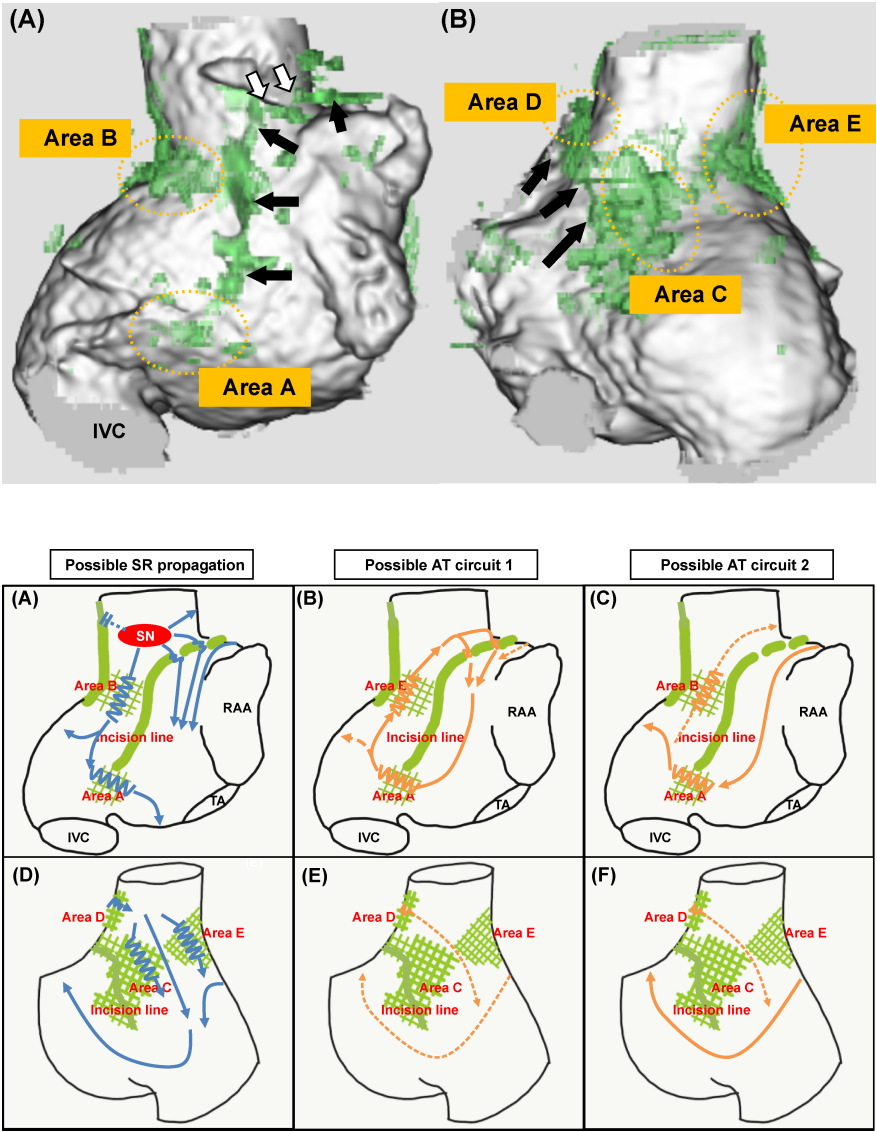 (A)
(B)
Area D
Area B
Area E
Area C
Area A
IVC
Possible SR propagation
Possible AT circuit 1
Possible AT circuit 2
(A)
SN
Area B
RAA
Incision line
Area A
TA
IVC
(B)
RAA
Incision line
Area A
TA
IVC
(C)
Area B
RAA
Incision line
Area A
TA
IVC
(D)
Area D
Area E
Area C
Incision line
(E)
Area D
Area E
Area C
Incision line
(F)
Area D
Area E
Area C
Incision line